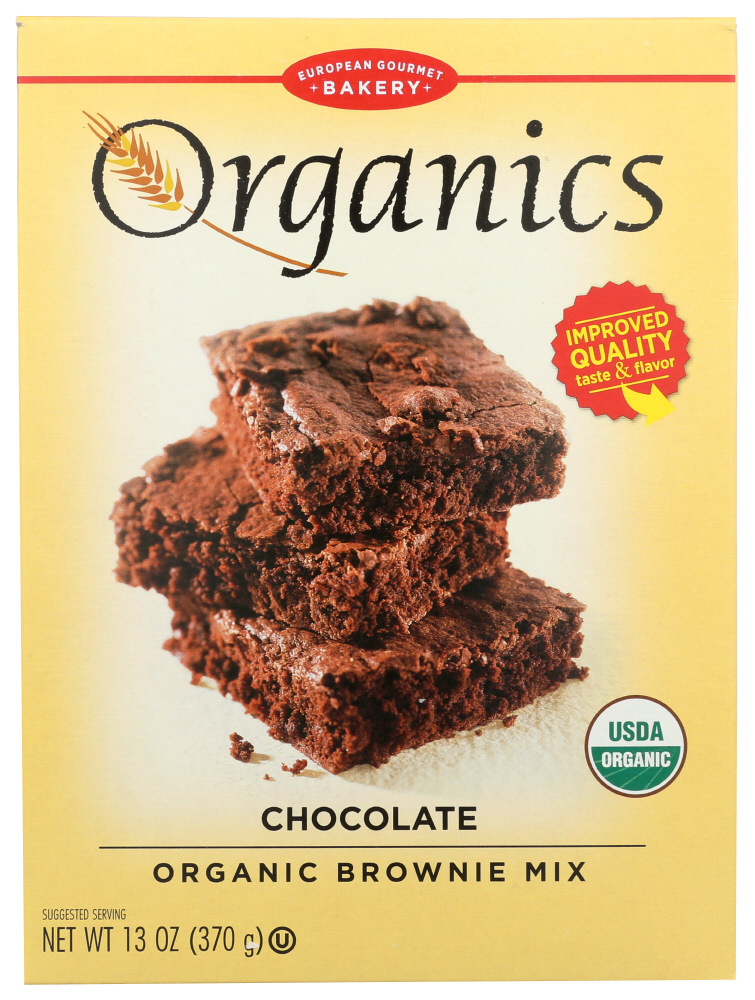 EUROPEAN GOURMET
BAKERY
Organics
IMPROVED
QUALITY
taste & flavor
USDA
ORGANIC
CHOCOLATE
ORGANIC BROWNIE MIX
SUGGESTED SERVING
NET WT 13 OZ (370 g) U